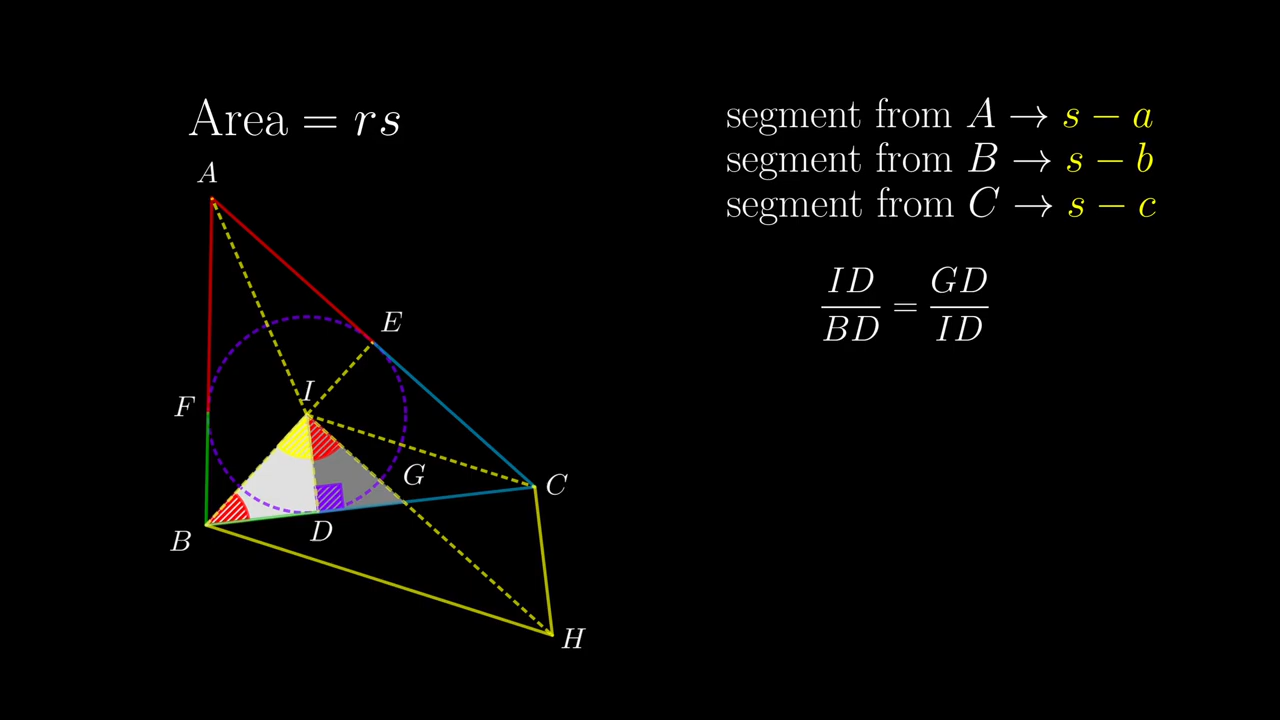 Area = rs
segment from A → s − a
segment from B → s − b
segment from C → s − c
ID/BD = GD/ID
A
E
I
F
G
C
B
D
H